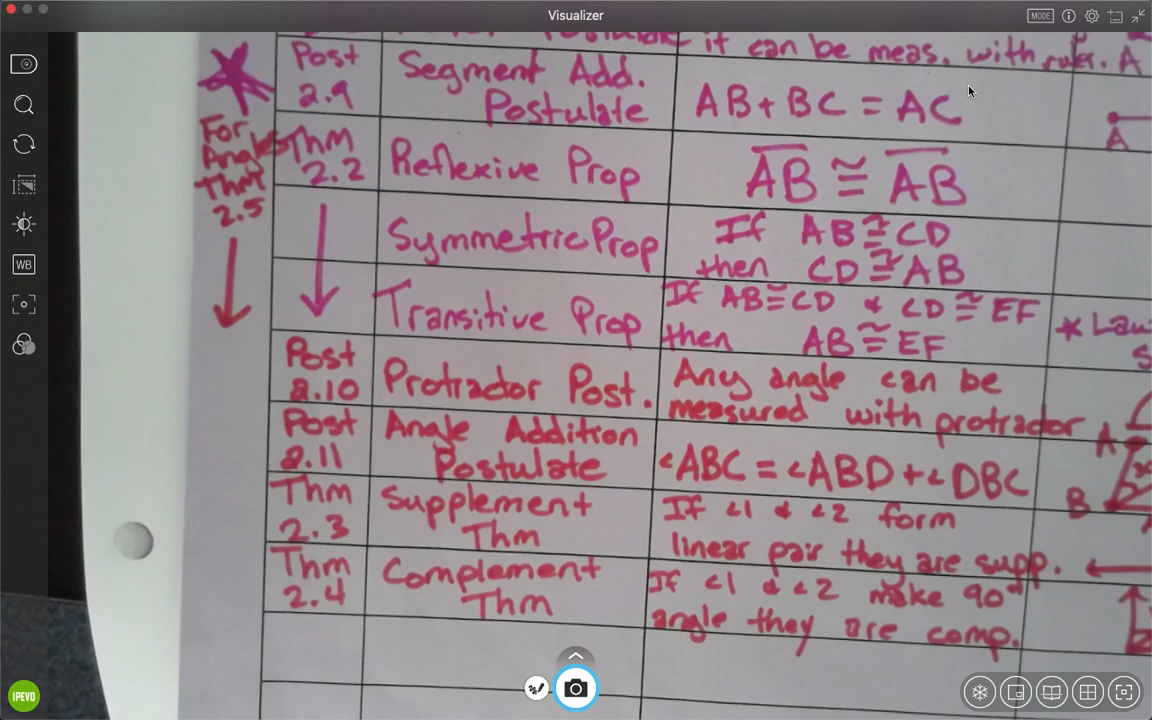 Visualizer
MODE
it can be meas. with ruler. A
Post 2.9
Segment Add. Postulate
AB + BC = AC
A
For Angles Thm 2.5
Thm 2.2
Reflexive Prop
AB ≅ AB
Symmetric Prop
If AB ≅ CD
then CD ≅ AB
Transitive Prop
If AB ≅ CD & CD ≅ EF
then AB ≅ EF
* Law
S
Post 2.10
Protractor Post.
Any angle can be
measured with protractor
A
Post 2.11
Angle Addition Postulate
∠ABC = ∠ABD + ∠DBC
B
Thm 2.3
Supplement Thm
If ∠1 & ∠2 form
linear pair they are supp.
Thm 2.4
Complement Thm
If ∠1 & ∠2 make 90°
angle they are comp.
WB
IPEVO